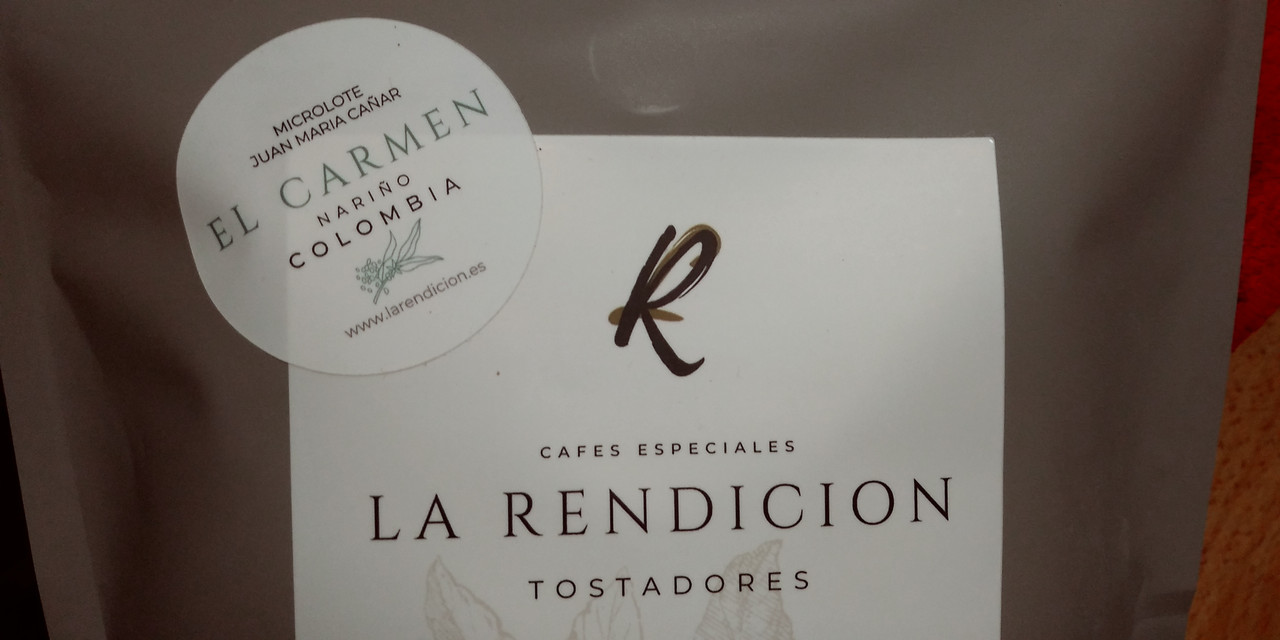 MICROLOTE
JUAN MARIA CAÑAR
EL CARMEN
NARIÑO
COLOMBIA
www.larendicion.es
R
CAFES ESPECIALES
LA RENDICION
TOSTADORES